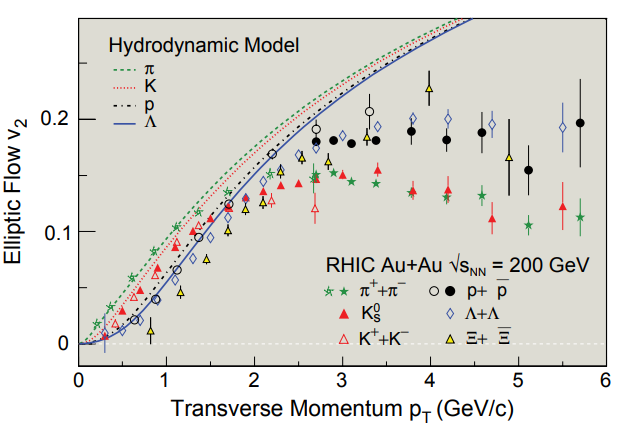 Hydrodynamic Model
π
K
p
Λ
Elliptic Flow v2
0.2
0.1
0
RHIC Au+Au √sNN = 200 GeV
π+ + π−
p + p̅
K0S
Λ+Λ
K+ + K−
Ξ + Ξ̅
0 1 2 3 4 5 6
Transverse Momentum pT (GeV/c)